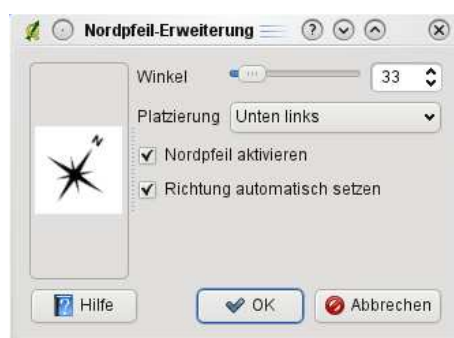 Nordpfeil-Erweiterung
Winkel 33
Platzierung Unten links
N
Nordpfeil aktivieren
Richtung automatisch setzen
Hilfe OK Abbrechen